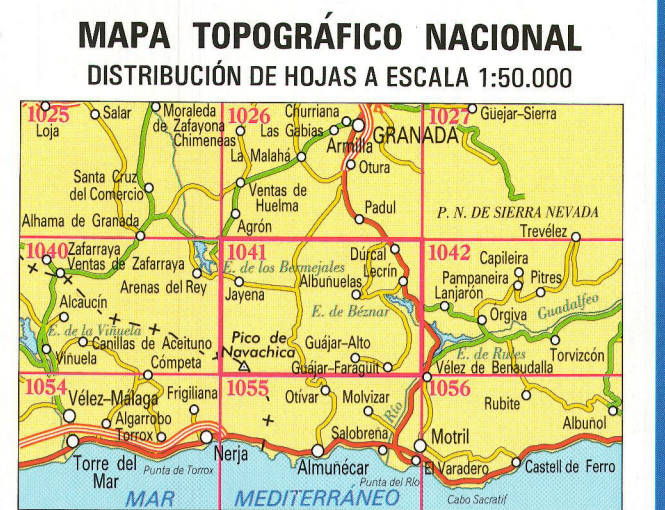 MAPA TOPOGRÁFICO NACIONAL
DISTRIBUCIÓN DE HOJAS A ESCALA 1:50.000
1025
Loja
Salar
Moraleda
de Zafayona
Chimeneas
Santa Cruz
del Comercio
Alhama de Granada
1026
Churriana
Las Gabias
GRANADA
Armilla
La Malahá
Otura
Ventas de
Huelma
Agrón
Padul
1027
Güejar-Sierra
P. N. DE SIERRA NEVADA
Trevélez
1040
Zafarraya
Ventas de Zafarraya
Arenas del Rey
Alcaucín
E. de la Viñuela
Viñuela
Canillas de Aceituno
Cómpeta
1041
E. de los Bermejales
Jayena
Dúrcal
Lecrín
Albuñuelas
E. de Béznar
Pico de
Navachica
Guájar-Alto
Guájar-Faragüit
1042
Capileira
Pampaneira
Pitres
Lanjarón
Orgiva
Guadalfeo
E. de Rules
Torvizcón
Vélez de Benaudalla
1054
Vélez-Málaga
Frigiliana
Algarrobo
Torrox
Torre del
Mar
Punta de Torrox
Nerja
1055
Otívar
Molvizar
Río
Salobreña
Almuñécar
Punta del Río
1056
Rubite
Albuñol
Motril
El Varadero
Castell de Ferro
Cabo Sacratif
MAR MEDITERRÁNEO